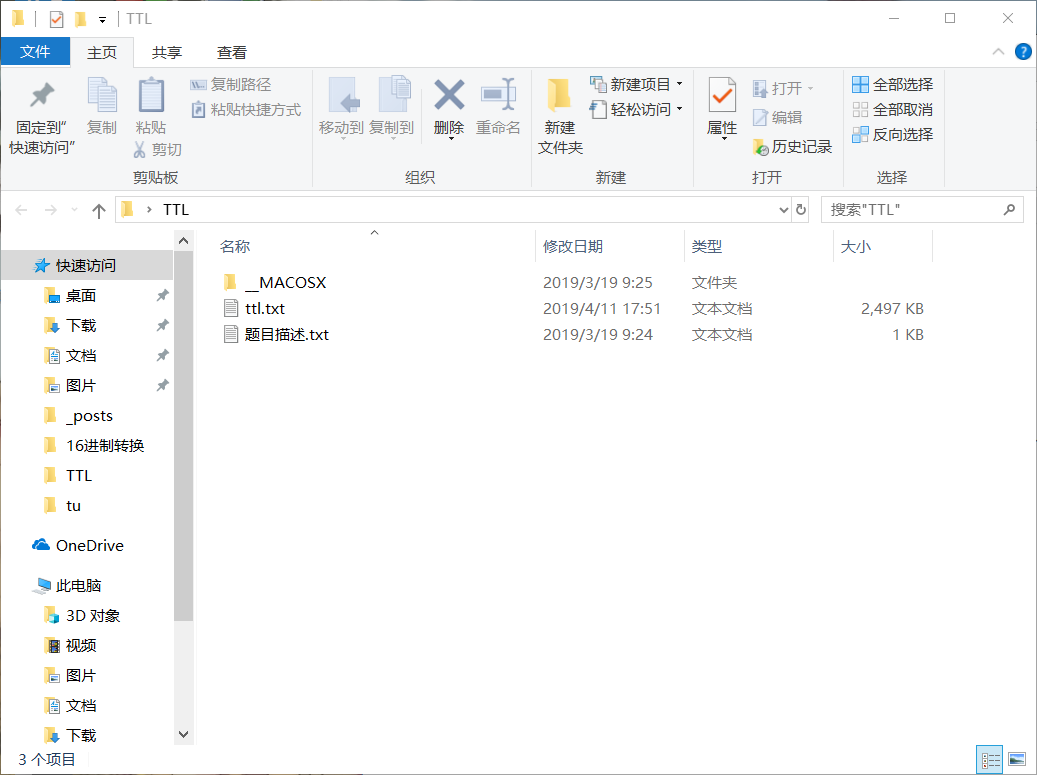 TTL
文件 主页 共享 查看
固定到"快速访问"
复制
粘贴
剪切
复制路径
粘贴快捷方式
剪贴板
移动到
复制到
删除
重命名
组织
新建文件夹
新建项目
轻松访问
新建
属性
打开
编辑
历史记录
打开
全部选择
全部取消
反向选择
选择
TTL
搜索"TTL"
名称 修改日期 类型 大小
__MACOSX 2019/3/19 9:25 文件夹
ttl.txt 2019/4/11 17:51 文本文档 2,497 KB
题目描述.txt 2019/3/19 9:24 文本文档 1 KB
快速访问
桌面
下载
文档
图片
_posts
16进制转换
TTL
tu
OneDrive
此电脑
3D 对象
视频
图片
文档
下载
3 个项目